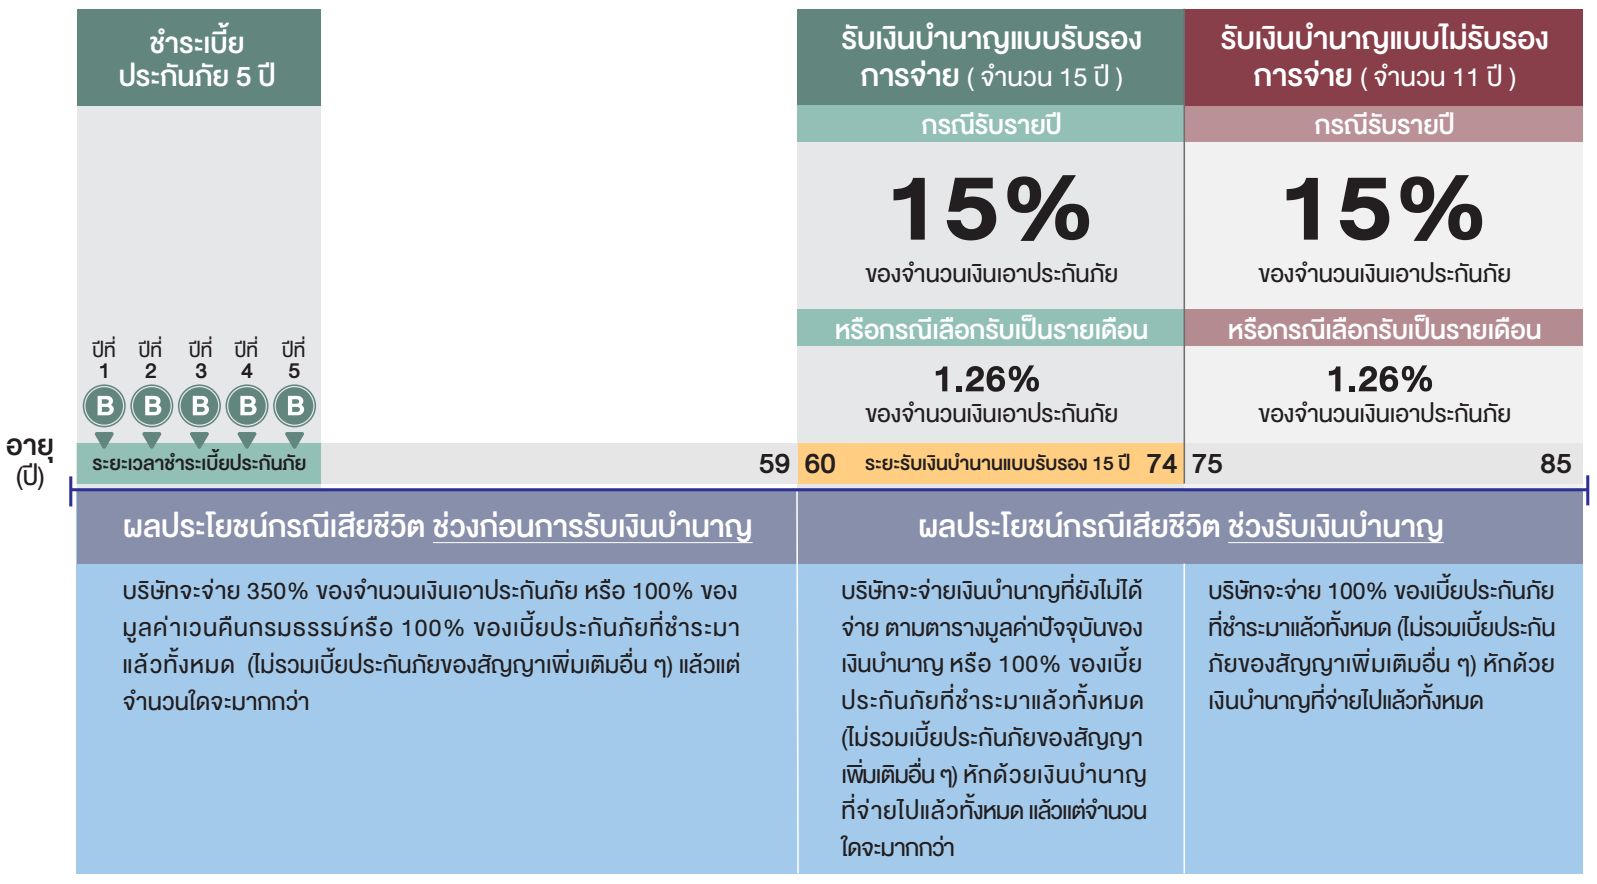 ชำระเบี้ย
ประกันภัย 5 ปี
รับเงินบำนาญแบบรับรอง
การจ่าย ( จำนวน 15 ปี )
รับเงินบำนาญแบบไม่รับรอง
การจ่าย ( จำนวน 11 ปี )
กรณีรับรายปี
กรณีรับรายปี
15%
15%
ของจำนวนเงินเอาประกันภัย
ของจำนวนเงินเอาประกันภัย
หรือกรณีเลือกรับเป็นรายเดือน
หรือกรณีเลือกรับเป็นรายเดือน
1.26%
1.26%
ของจำนวนเงินเอาประกันภัย
ของจำนวนเงินเอาประกันภัย
ปีที่ ปีที่ ปีที่ ปีที่ ปีที่
1 2 3 4 5
B B B B B
อายุ
(ปี)
ระยะเวลาชำระเบี้ยประกันภัย
59 60 ระยะรับเงินบำนานแบบรับรอง 15 ปี 74 75 85
ผลประโยชน์กรณีเสียชีวิต ช่วงก่อนการรับเงินบำนาญ
ผลประโยชน์กรณีเสียชีวิต ช่วงรับเงินบำนาญ
บริษัทจะจ่าย 350% ของจำนวนเงินเอาประกันภัย หรือ 100% ของ
มูลค่าเวนคืนกรมธรรม์หรือ 100% ของเบี้ยประกันภัยที่ชำระมา
แล้วทั้งหมด (ไม่รวมเบี้ยประกันภัยของสัญญาเพิ่มเติมอื่น ๆ) แล้วแต่
จำนวนใดจะมากกว่า
บริษัทจะจ่ายเงินบำนาญที่ยังไม่ได้
จ่าย ตามตารางมูลค่าปัจจุบันของ
เงินบำนาญ หรือ 100% ของเบี้ย
ประกันภัยที่ชำระมาแล้วทั้งหมด
(ไม่รวมเบี้ยประกันภัยของสัญญา
เพิ่มเติมอื่น ๆ) หักด้วยเงินบำนาญ
ที่จ่ายไปแล้วทั้งหมด แล้วแต่จำนวน
ใดจะมากกว่า
บริษัทจะจ่าย 100% ของเบี้ยประกันภัย
ที่ชำระมาแล้วทั้งหมด (ไม่รวมเบี้ยประกัน
ภัยของสัญญาเพิ่มเติมอื่น ๆ) หักด้วย
เงินบำนาญที่จ่ายไปแล้วทั้งหมด